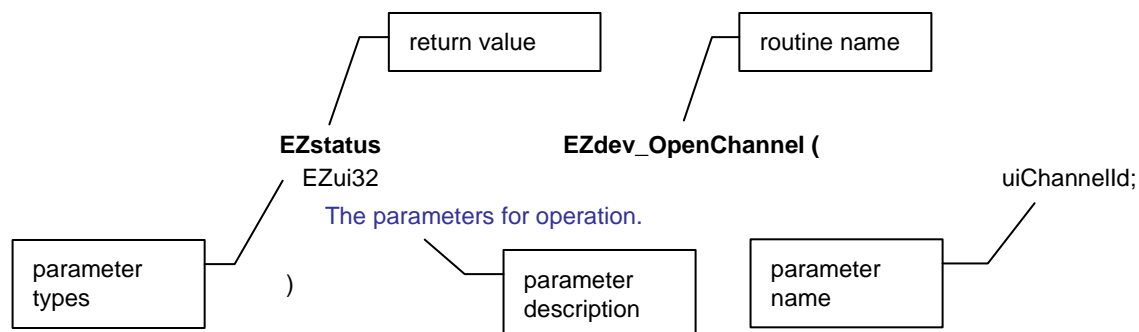 return value
routine name
EZstatus EZdev_OpenChannel (
EZui32 uiChannelId;
The parameters for operation.
parameter
types
)
parameter
description
parameter
name